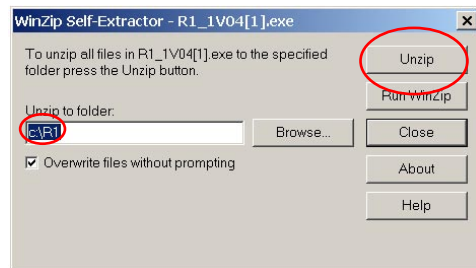 WinZip Self-Extractor - R1_1V04[1].exe
To unzip all files in R1_1V04[1].exe to the specified
folder press the Unzip button.
Unzip to folder:
c:\R1
Browse...
Overwrite files without prompting
Unzip
Run WinZip
Close
About
Help